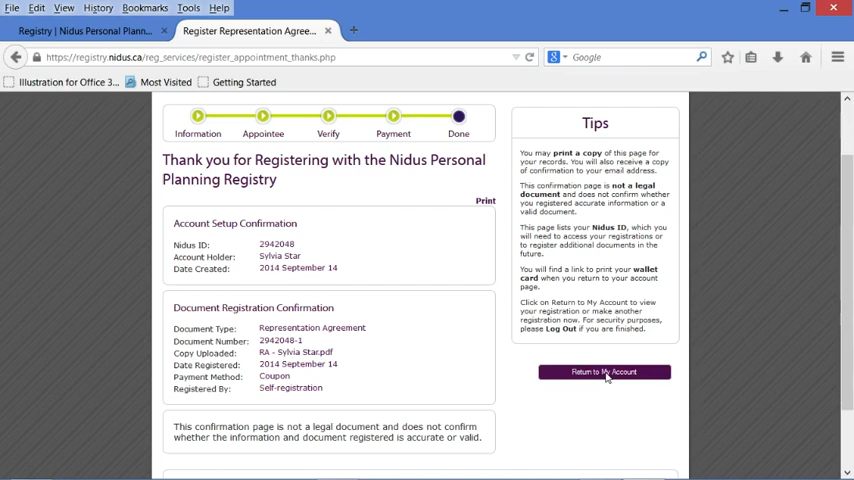 File Edit View History Bookmarks Tools Help
Registry | Nidus Personal Plannin... × Register Representation Agree... × +
https://registry.nidus.ca/reg_services/register_appointment_thanks.php Google
Illustration for Office 3... Most Visited Getting Started
Information Appointee Verify Payment Done
Thank you for Registering with the Nidus Personal
Planning Registry
Print
Account Setup Confirmation
Nidus ID: 2942048
Account Holder: Sylvia Star
Date Created: 2014 September 14
Document Registration Confirmation
Document Type: Representation Agreement
Document Number: 2942048-1
Copy Uploaded: RA - Sylvia Star.pdf
Date Registered: 2014 September 14
Payment Method: Coupon
Registered By: Self-registration
This confirmation page is not a legal document and does not confirm
whether the information and document registered is accurate or valid.
Tips
You may print a copy of this page for
your records. You will also receive a copy
of confirmation to your email address.
This confirmation page is not a legal
document and does not confirm whether
you registered accurate information or a
valid document.
This page lists your Nidus ID, which you
will need to access your registrations or
to register additional documents in the
future.
You will find a link to print your wallet
card when you return to your account
page.
Click on Return to My Account to view
your registration or make another
registration now. For security purposes,
please Log Out if you are finished.
Return to My Account